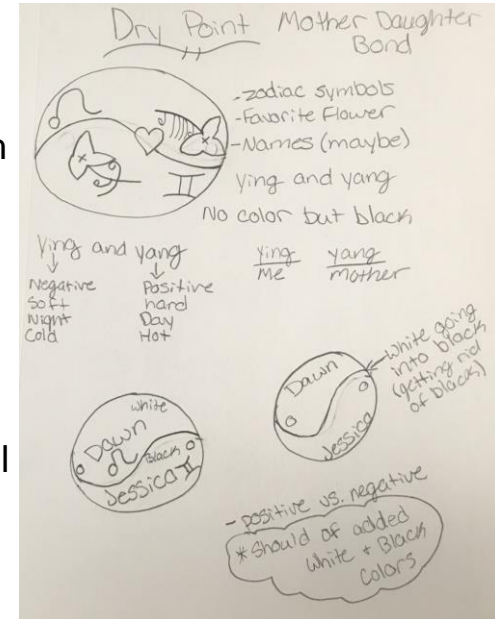 Dry Point
Mother Daughter
Bond
-zodiac symbols
-Favorite Flower
-Names (maybe)
Ying and yang
No color but black
Ying and yang
Negative
Soft
Night
Cold
Positive
hard
Day
Hot
Ying
me
yang
mother
White
Dawn
Black
Jessica
Dawn
Jessica
White going
into black
(getting rid
of black)
- positive vs. negative
*Should of added
White + Black
Colors
n
l